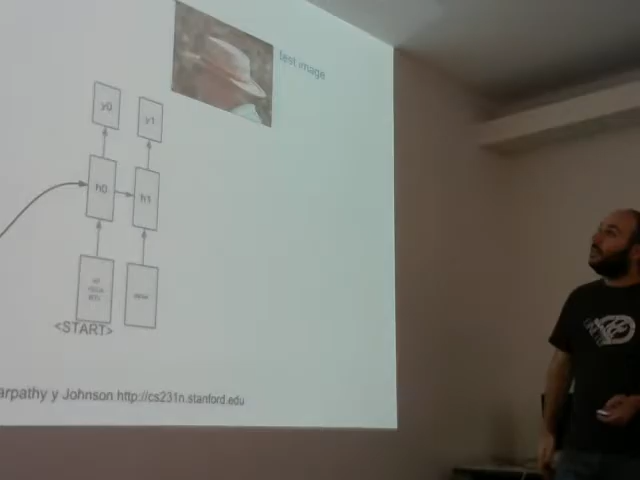 test image
y0
y1
h0
h1
<START>
arpathy y Johnson http://cs231n.stanford.edu